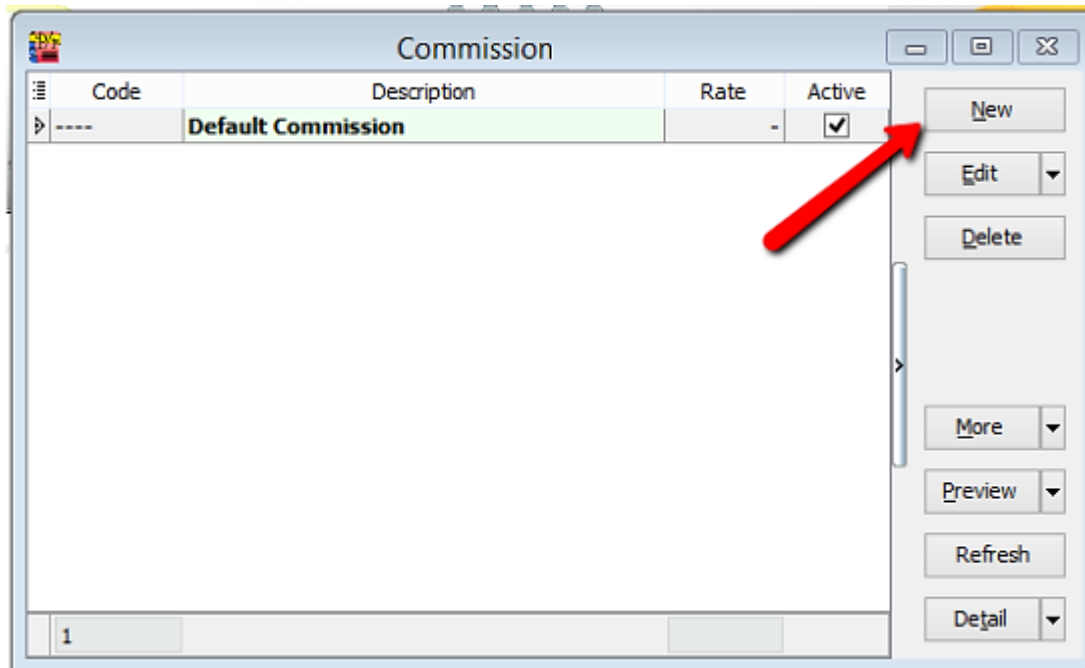 Commission
Code Description Rate Active
---- Default Commission -
New
Edit
Delete
More
Preview
Refresh
Detail
1